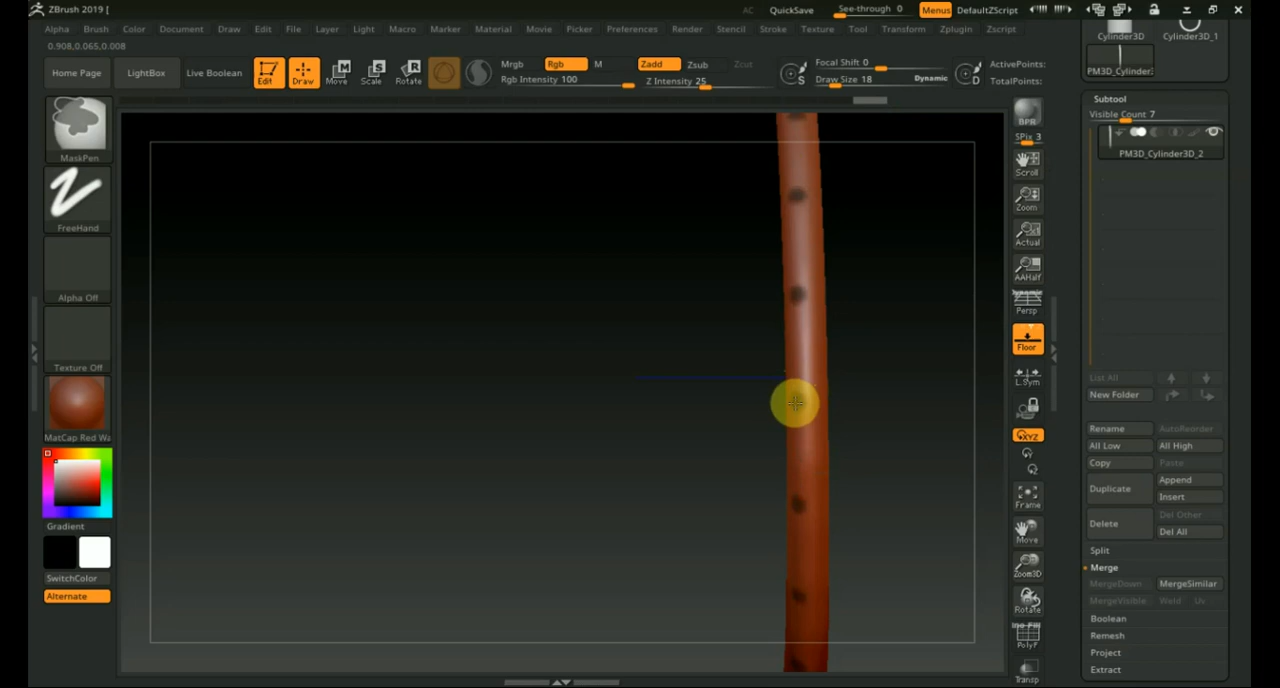 ZBrush 2019 [
AC QuickSave See-through 0 Menus DefaultZScript
Alpha Brush Color Document Draw Edit File Layer Light Macro Marker Material Movie Picker Preferences Render Stencil Stroke Texture Tool Transform Zplugin Zscript
0.908,0.065,0.008
Home Page LightBox Live Boolean Edit Draw Move Scale Rotate
Mrgb Rgb M
Rgb Intensity 100
Zadd Zsub Zcut
Z Intensity 25
Focal Shift 0
Draw Size 18 Dynamic
S D
ActivePoints:
TotalPoints:
MaskPen
FreeHand
Alpha Off
Texture Off
MatCap Red Wa
Gradient
SwitchColor
Alternate
BPR
SPix 3
Scroll
Zoom
Actual
AAHalf
Dynamic
Persp
Floor
L.Sym
XYZ
Frame
Move
Zoom3D
Rotate
Line Fill
PolyF
Transp
Cylinder3D Cylinder3D_1
PM3D_Cylinder3
Subtool
Visible Count 7
PM3D_Cylinder3D_2
List All
New Folder
Rename AutoReorder
All Low All High
Copy Paste
Duplicate Append
Insert
Delete Del Other
Del All
Split
Merge
MergeDown MergeSimilar
MergeVisible Weld Uv
Boolean
Remesh
Project
Extract